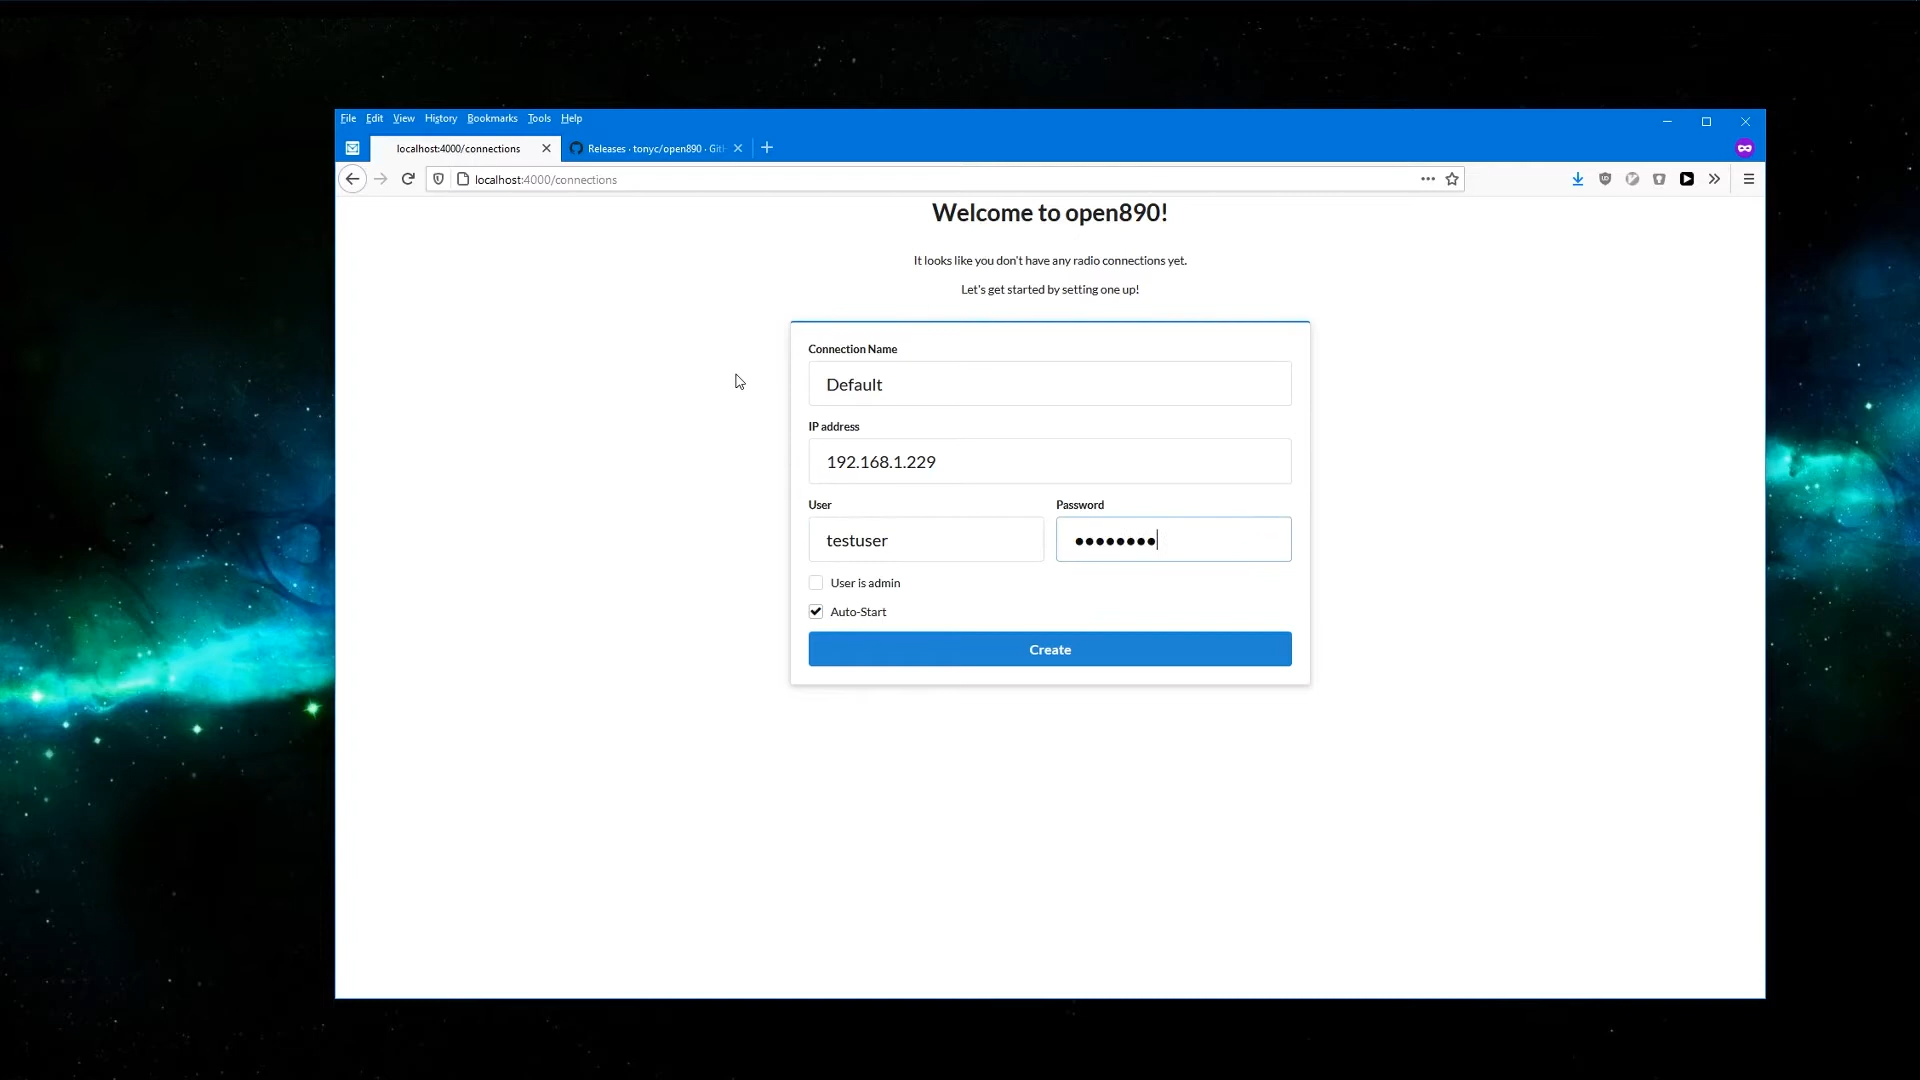 File Edit View History Bookmarks Tools Help
localhost:4000/connections Releases · tonyc/open890 · Git
localhost:4000/connections
Welcome to open890!
It looks like you don't have any radio connections yet.
Let's get started by setting one up!
Connection Name
Default
IP address
192.168.1.229
User Password
testuser ••••••••
User is admin
Auto-Start
Create